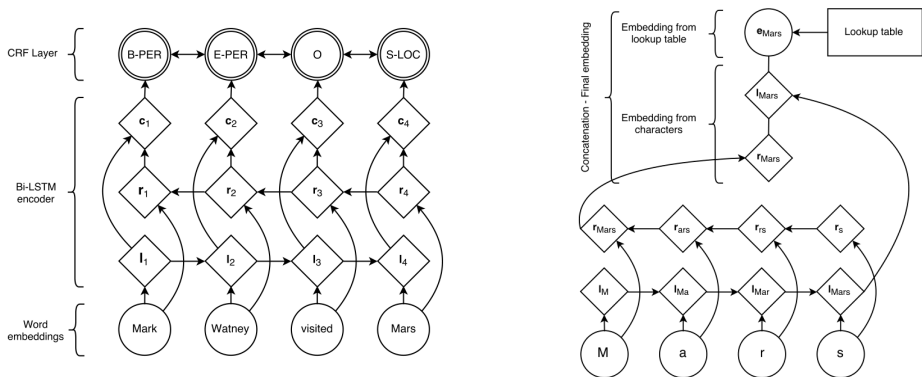 CRF Layer
B-PER E-PER O S-LOC
c1 c2 c3 c4
Bi-LSTM
encoder
r1 r2 r3 r4
l1 l2 l3 l4
Word
embeddings
Mark Watney visited Mars
Concatenation - Final embedding
Embedding from
lookup table
eMars
Lookup table
lMars
Embedding from
characters
rMars
rMars rars rrs rs
lM lMa lMar lMars
M a r s